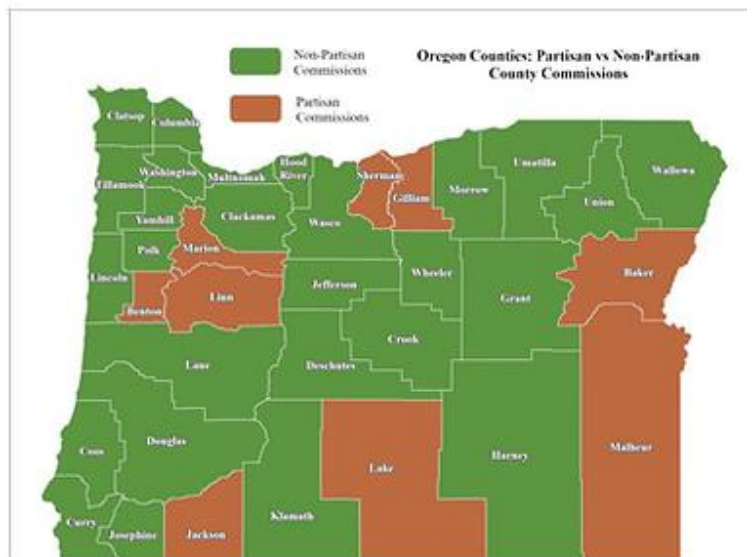 Non-Partisan
Commissions
Partisan
Commissions
Oregon Counties: Partisan vs Non-Partisan
County Commissions
Clatsop
Columbia
Washington
Tillamook
Multnomah
Hood
River
Sherman
Gilliam
Morrow
Umatilla
Wallowa
Union
Yamhill
Clackamas
Wasco
Polk
Marion
Lincoln
Jefferson
Wheeler
Grant
Baker
Benton
Linn
Crook
Lane
Deschutes
Coos
Douglas
Lake
Harney
Malheur
Curry
Josephine
Jackson
Klamath